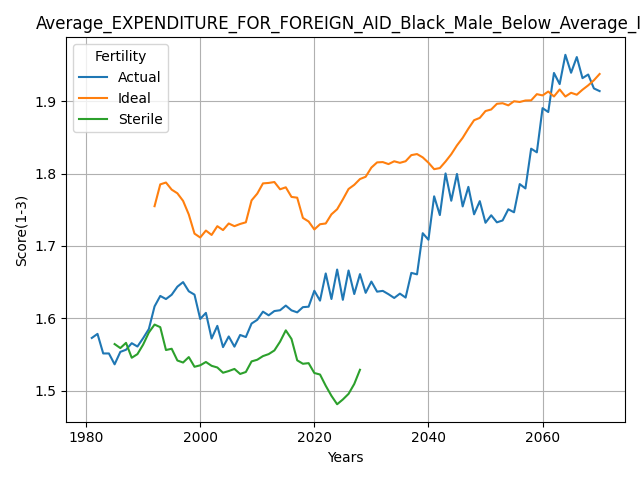 Average_EXPENDITURE_FOR_FOREIGN_AID_Black_Male_Below_Average_I
Fertility
Actual
Ideal
Sterile
Score(1-3)
1.9
1.8
1.7
1.6
1.5
1980 2000 2020 2040 2060
Years